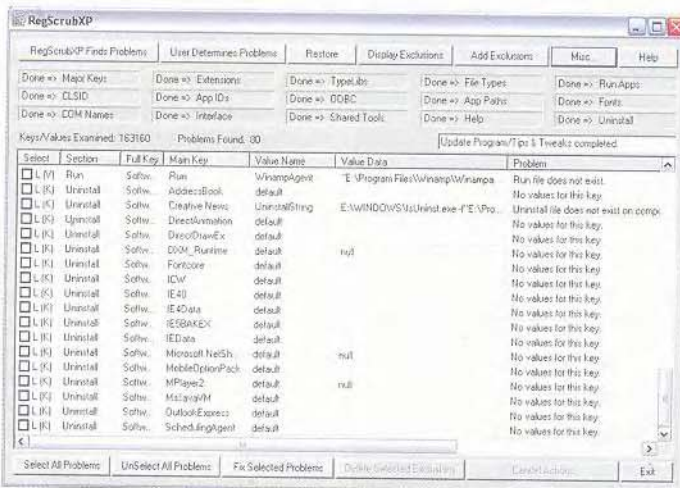 RegScrubXP
RegScrubXP Finds Problems User Determines Problems Restore Display Exclusions Add Exclusions Misc... Help
Done => Major Keys Done => Extensions Done => TypeLibs Done => File Types Done => Run Apps
Done => CLSID Done => App IDs Done => ODBC Done => App Paths Done => Fonts
Done => COM Names Done => Interface Done => Shared Tools Done => Help Done => Uninstall
Keys/Values Examined: 163160 Problems Found: 80 Update Program/Tips & Tweaks completed.
Select Section Full Key Main Key Value Name Value Data Problem
L (V) Run Softw... Run WinampAgent "E:\Program Files\Winamp\Winampa Run file does not exist.
L (K) Uninstall Softw... AddressBook default No values for this key.
L (K) Uninstall Softw... Creative News UninstallString E:\WINDOWS\IsUninst.exe -f"E:\Pro... Uninstall file does not exist on comp
L (K) Uninstall Softw... DirectAnimation default No values for this key.
L (K) Uninstall Softw... DirectDrawEx default No values for this key.
L (K) Uninstall Softw... DXM_Runtime default null No values for this key.
L (K) Uninstall Softw... Fontcore default No values for this key.
L (K) Uninstall Softw... ICW default No values for this key.
L (K) Uninstall Softw... IE40 default No values for this key.
L (K) Uninstall Softw... IE4Data default No values for this key.
L (K) Uninstall Softw... IE5BAKEX default No values for this key.
L (K) Uninstall Softw... IEData default No values for this key.
L (K) Uninstall Softw... Microsoft NetSh default null No values for this key.
L (K) Uninstall Softw... MobileOptionPack default No values for this key.
L (K) Uninstall Softw... MPlayer2 default null No values for this key.
L (K) Uninstall Softw... MsJavaVM default No values for this key.
L (K) Uninstall Softw... OutlookExpress default No values for this key.
L (K) Uninstall Softw... SchedulingAgent default No values for this key.
Select All Problems UnSelect All Problems Fix Selected Problems Delete Selected Exclusions Cancel Action... Exit